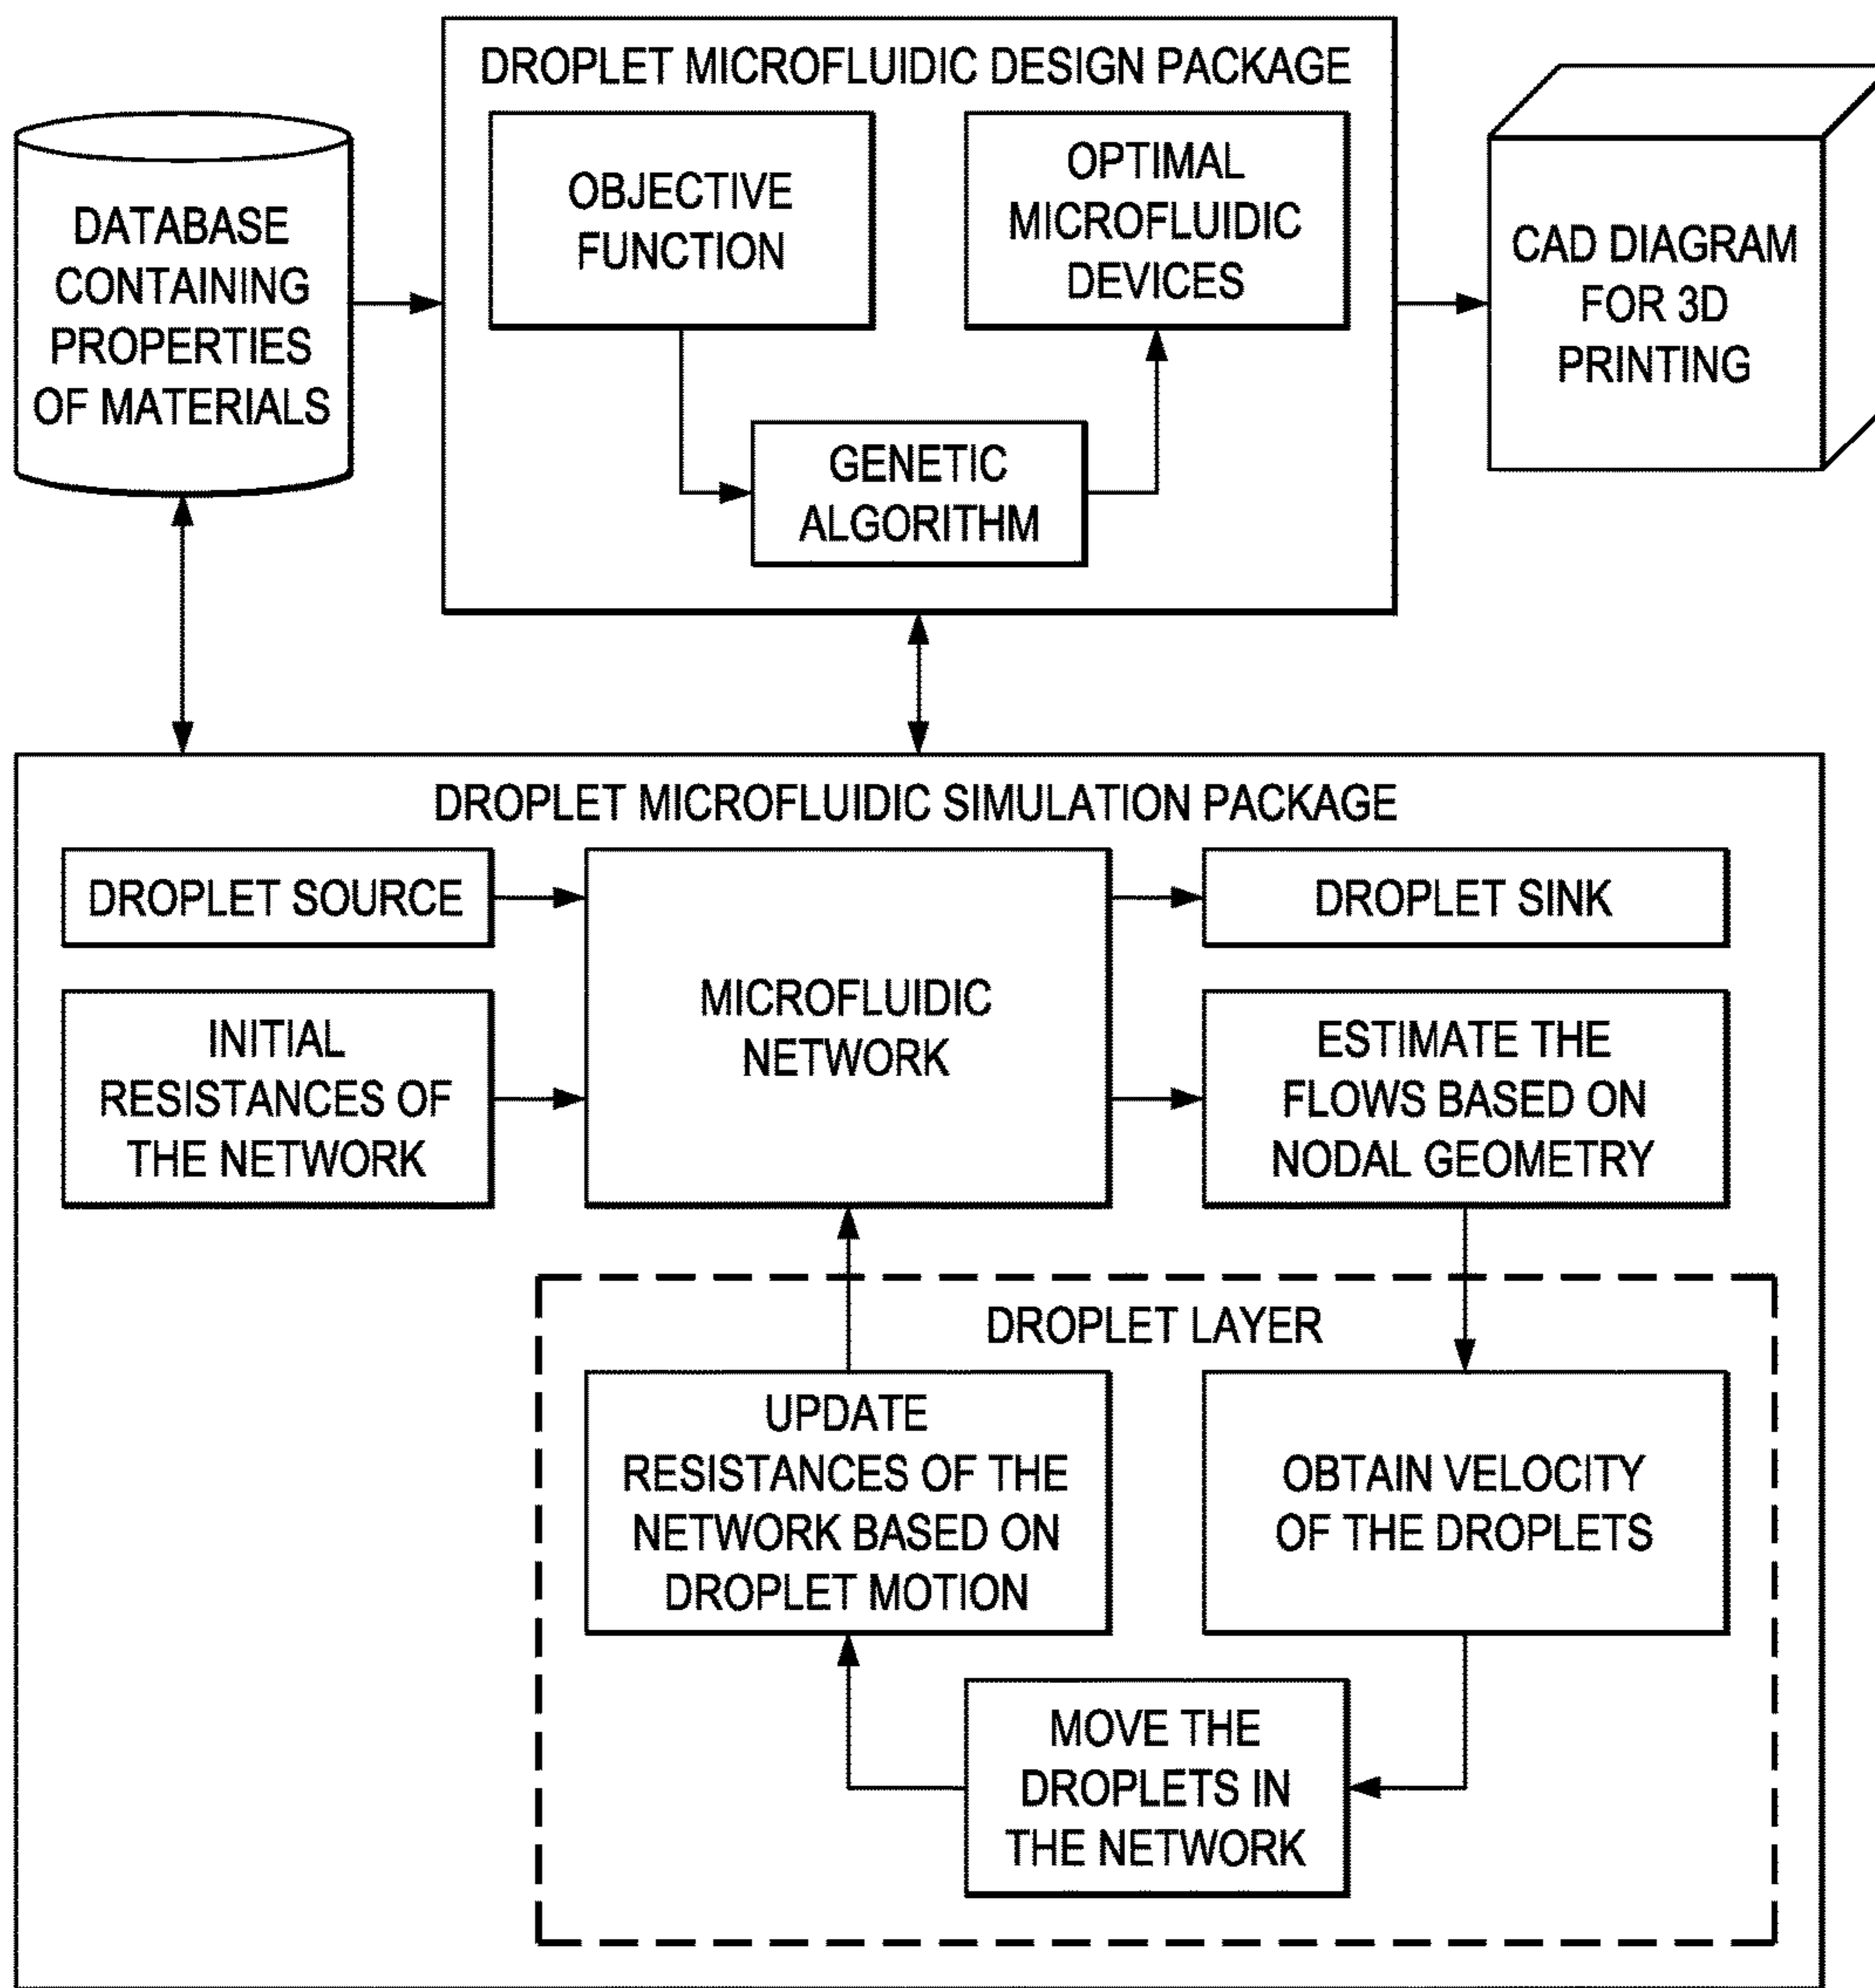 DROPLET MICROFLUIDIC DESIGN PACKAGE
DATABASE
CONTAINING
PROPERTIES
OF MATERIALS
OBJECTIVE
FUNCTION
OPTIMAL
MICROFLUIDIC
DEVICES
GENETIC
ALGORITHM
CAD DIAGRAM
FOR 3D
PRINTING
DROPLET MICROFLUIDIC SIMULATION PACKAGE
DROPLET SOURCE
INITIAL
RESISTANCES OF
THE NETWORK
MICROFLUIDIC
NETWORK
DROPLET SINK
ESTIMATE THE
FLOWS BASED ON
NODAL GEOMETRY
DROPLET LAYER
UPDATE
RESISTANCES OF THE
NETWORK BASED ON
DROPLET MOTION
OBTAIN VELOCITY
OF THE DROPLETS
MOVE THE
DROPLETS IN
THE NETWORK